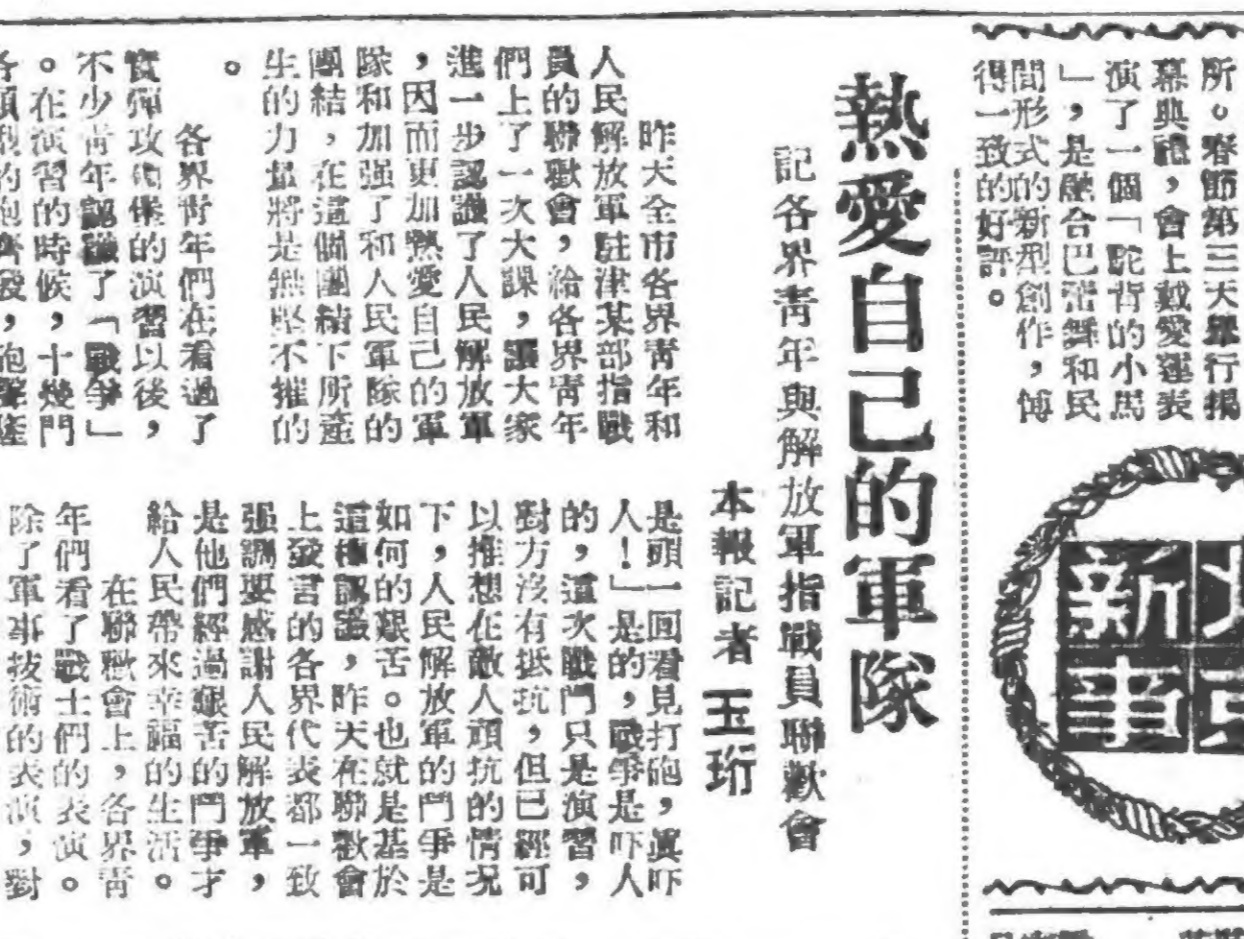 所。春節第三天舉行揭
幕典禮，會上戴愛蓮表
演了一個「駝背的小馬
」，是融合巴蕾舞和民
間形式的新型創作，博
得一致的好評。
新
事
熱愛自己的軍隊
記各界青年與解放軍指戰員聯歡會
本報記者 玉珩
昨天全市各界青年和
人民解放軍駐津某部指戰
員的聯歡會，給各界青年
們上了一次大課，讓大家
進一步認識了人民解放軍
，因而更加熱愛自己的軍
隊和加强了和人民軍隊的
團結，在這個團結下所產
生的力量將是無堅不摧的
。
各界青年們在看過了
實彈攻碉堡的演習以後，
不少青年認識了「戰爭」
。在演習的時候，十幾門
各類型的炮齊發，炮聲隆
是頭一回看見打砲，眞吓
人！」是的，戰爭是吓人
的，這次戰鬥只是演習，
對方沒有抵抗，但已經可
以推想在敵人頑抗的情況
下，人民解放軍的鬥爭是
如何的艱苦。也就是基於
這種認識，昨天在聯歡會
上發言的各界代表都一致
强調要感謝人民解放軍，
是他們經過艱苦的鬥爭才
給人民帶來幸福的生活。
在聯歡會上，各界青
年們看了戰士們的表演。
除了軍事技術的表演，對